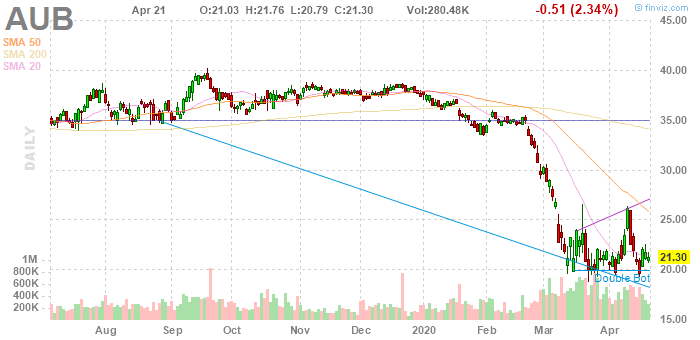 AUB
Apr 21 O:21.03 H:21.76 L:20.79 C:21.30 Vol:280.48K -0.51 (2.34%)
© finviz.com
SMA 50
SMA 200
SMA 20
DAILY
45.00
40.00
35.00
30.00
25.00
21.30
20.00
15.00
1M
800K
600K
400K
200K
Double Bot
Aug Sep Oct Nov Dec 2020 Feb Mar Apr